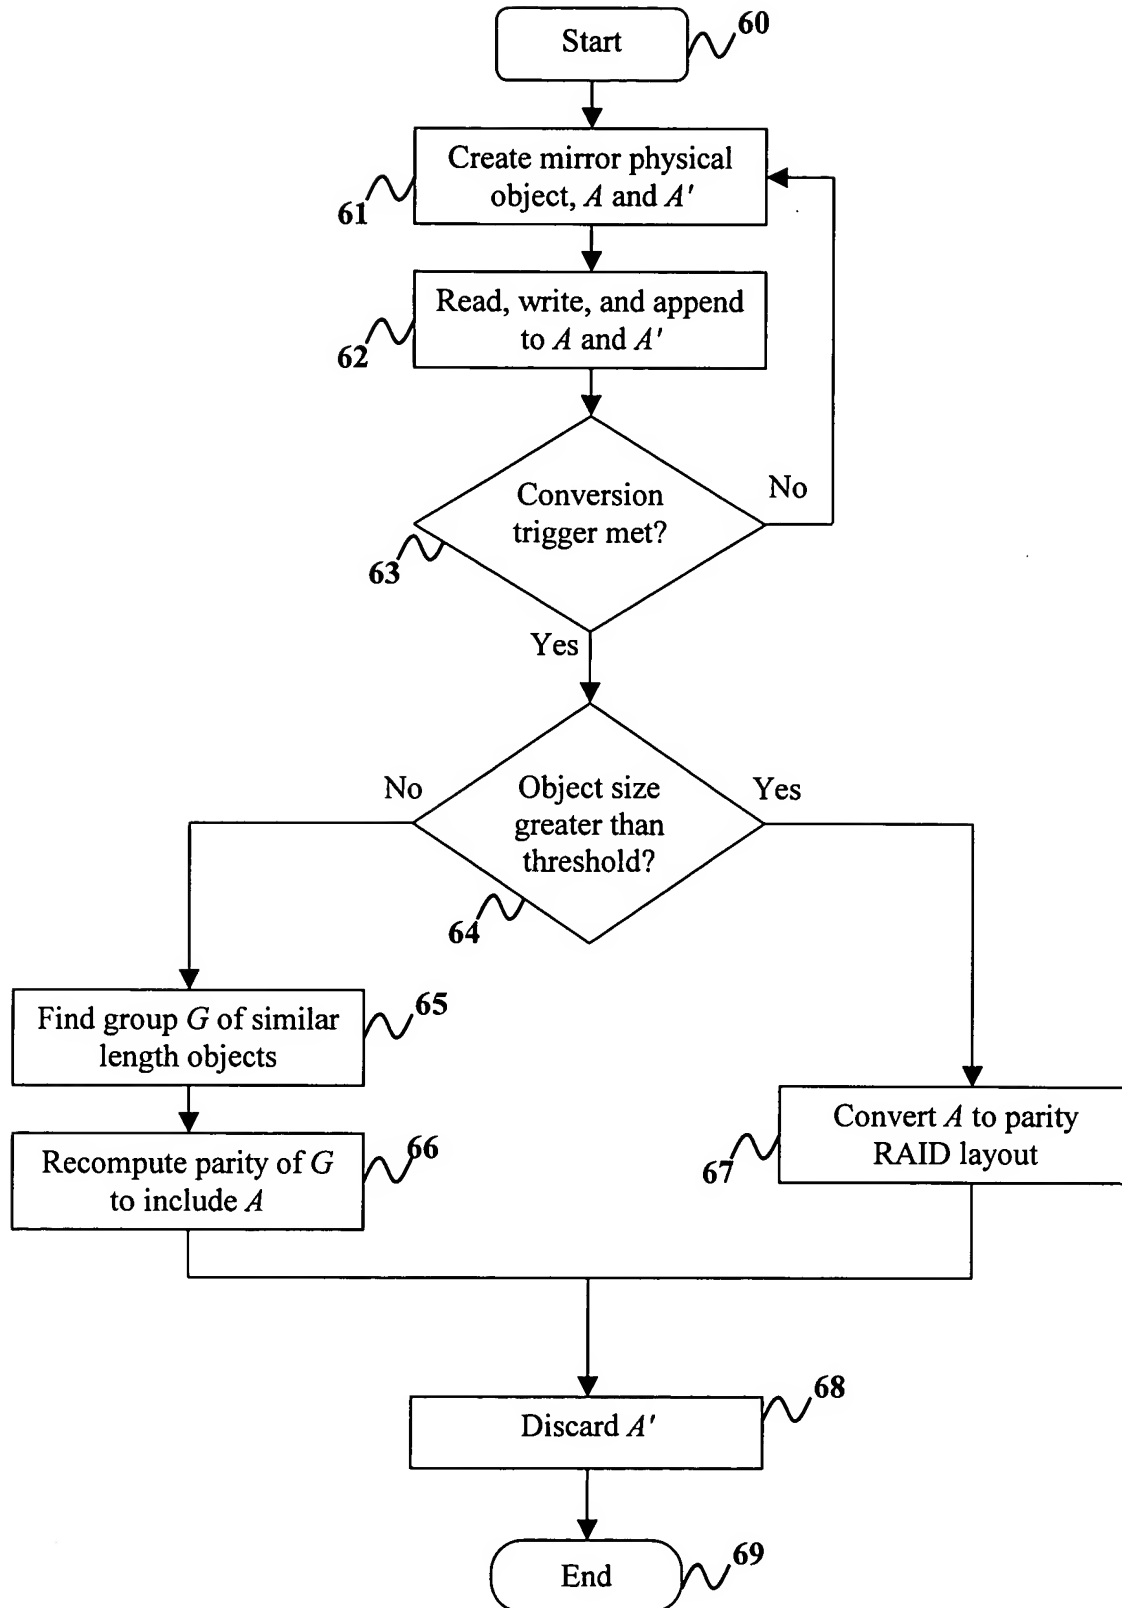 Start
60
Create mirror physical
object, A and A'
61
Read, write, and append
to A and A'
62
Conversion
trigger met?
No
63
Yes
No
Object size
greater than
threshold?
Yes
64
Find group G of similar
length objects
65
Recompute parity of G
to include A
66
Convert A to parity
RAID layout
67
Discard A'
68
End
69